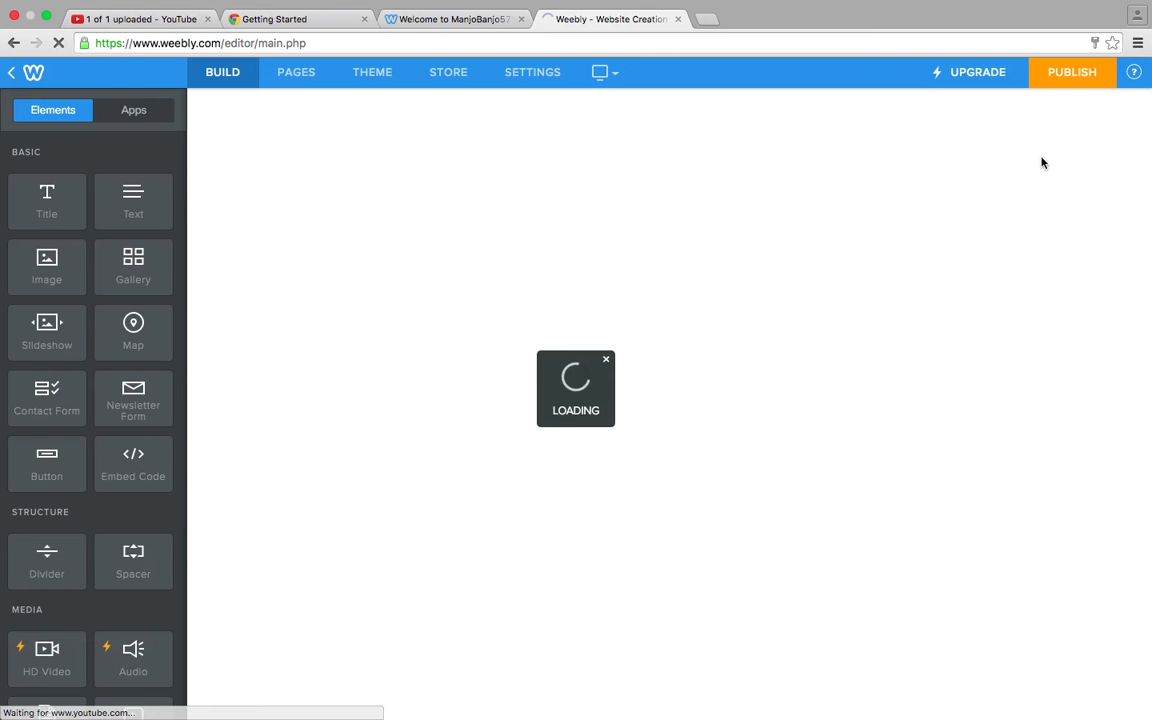 1 of 1 uploaded - YouTube
Getting Started
Welcome to ManjoBanjo57
Weebly - Website Creation
https://www.weebly.com/editor/main.php
BUILD
PAGES
THEME
STORE
SETTINGS
UPGRADE
PUBLISH
?
Elements
Apps
BASIC
Title
Text
Image
Gallery
Slideshow
Map
Contact Form
Newsletter
Form
Button
Embed Code
STRUCTURE
Divider
Spacer
MEDIA
HD Video
Audio
LOADING
Waiting for www.youtube.com...